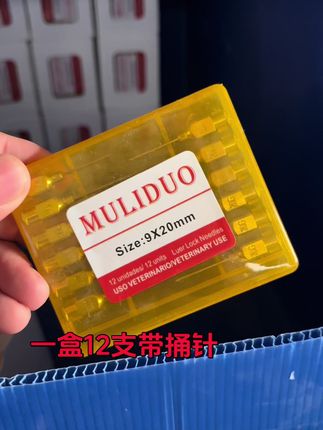 MULIDUO
Size:9X20mm
12 unidades/ 12 units Luer Lock Needles
USO VETERINARIO/VETERINARY USE
一盒12支带捅针